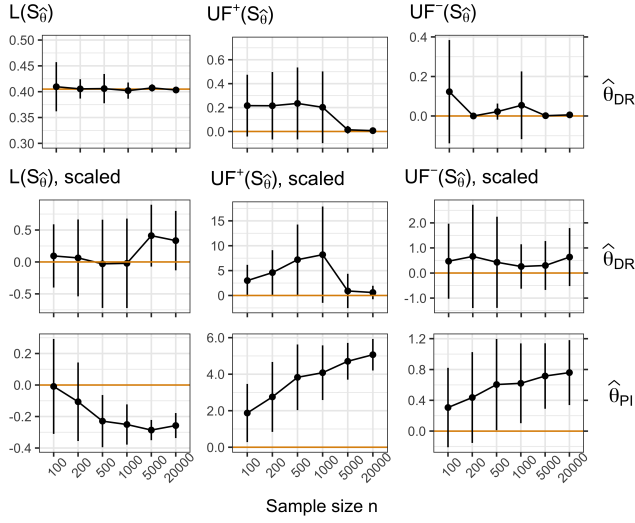 L(S_θ̂) UF⁺(S_θ̂) UF⁻(S_θ̂)
0.50 0.6 0.4
0.45 0.4 0.2
0.40 0.2 0.0
0.35 0.0
0.30
θ̂_DR
L(S_θ̂), scaled UF⁺(S_θ̂), scaled UF⁻(S_θ̂), scaled
0.5 15 2.0
0.0 10 1.0
-0.5 5 0.0
0 -1.0
θ̂_DR
0.2 6.0 1.2
0.0 4.0 0.8
-0.2 2.0 0.4
-0.4 0.0 0.0
θ̂_PI
100 200 500 1000 5000 20000 100 200 500 1000 5000 20000 100 200 500 1000 5000 20000
Sample size n